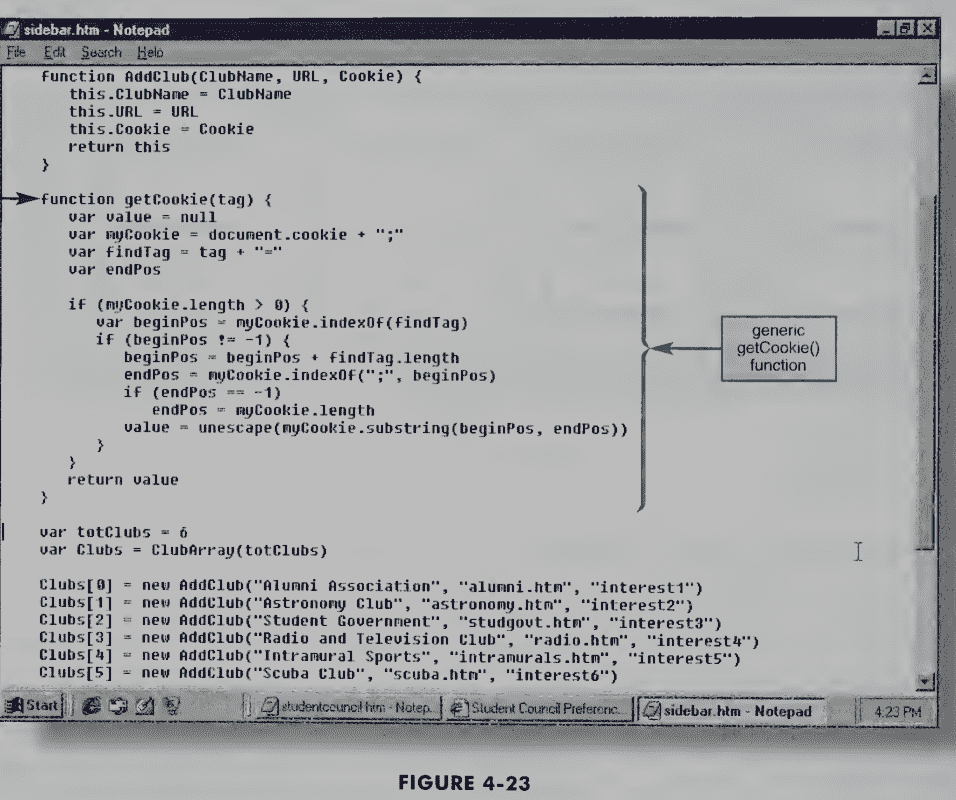 sidebar.htm - Notepad
File Edit Search Help
function AddClub(ClubName, URL, Cookie) {
this.ClubName = ClubName
this.URL = URL
this.Cookie = Cookie
return this
}
function getCookie(tag) {
var value = null
var myCookie = document.cookie + ";"
var findTag = tag + "="
var endPos
if (myCookie.length > 0) {
var beginPos = myCookie.indexOf(findTag)
if (beginPos != -1) {
beginPos = beginPos + findTag.length
endPos = myCookie.indexOf(";", beginPos)
if (endPos == -1)
endPos = myCookie.length
value = unescape(myCookie.substring(beginPos, endPos))
}
}
return value
}
generic
getCookie()
function
var totClubs = 6
var Clubs = ClubArray(totClubs)
Clubs[0] = new AddClub("Alumni Association", "alumni.htm", "interest1")
Clubs[1] = new AddClub("Astronomy Club", "astronomy.htm", "interest2")
Clubs[2] = new AddClub("Student Government", "studgovt.htm", "interest3")
Clubs[3] = new AddClub("Radio and Television Club", "radio.htm", "interest4")
Clubs[4] = new AddClub("Intramural Sports", "intramurals.htm", "interest5")
Clubs[5] = new AddClub("Scuba Club", "scuba.htm", "interest6")
Start studentcouncil.htm - Notep... Student Council Preferenc... sidebar.htm - Notepad 4:23 PM
FIGURE 4-23